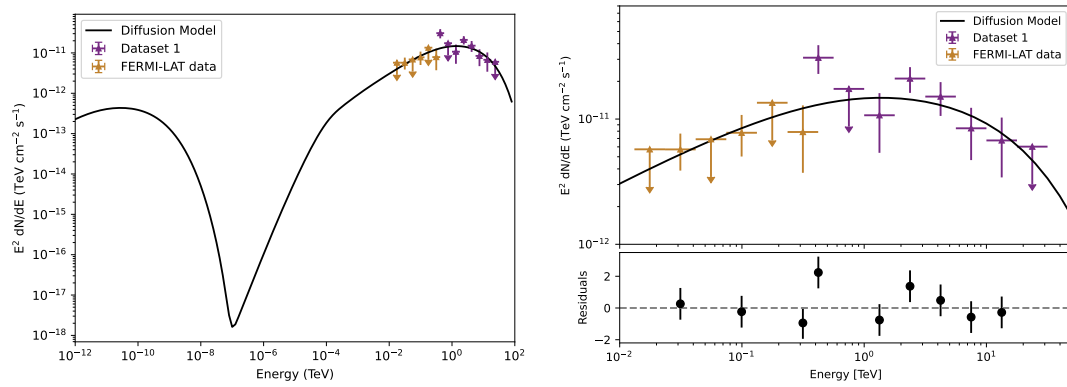 Diffusion Model
Dataset 1
FERMI-LAT data
E² dN/dE (TeV cm⁻² s⁻¹)
10⁻¹¹
10⁻¹²
10⁻¹³
10⁻¹⁴
10⁻¹⁵
10⁻¹⁶
10⁻¹⁷
10⁻¹⁸
10⁻¹² 10⁻¹⁰ 10⁻⁸ 10⁻⁶ 10⁻⁴ 10⁻² 10⁰ 10²
Energy (TeV)
Diffusion Model
Dataset 1
FERMI-LAT data
E² dN/dE (TeV cm⁻² s⁻¹)
10⁻¹¹
10⁻¹²
Residuals
2
0
−2
10⁻² 10⁻¹ 10⁰ 10¹
Energy [TeV]